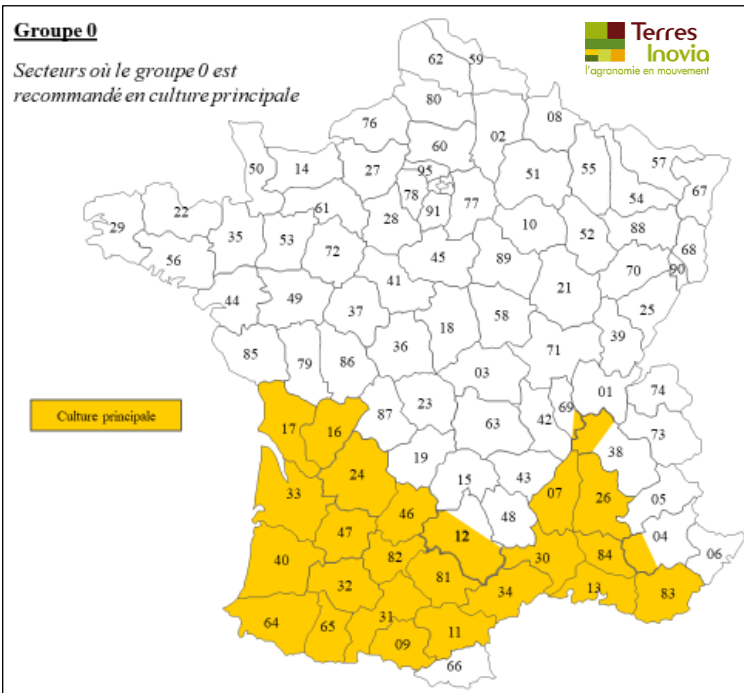 Groupe 0
Secteurs où le groupe 0 est
recommandé en culture principale
Terres
Inovia
l'agronomie en mouvement
62 59
80
76 02 08
60
50 14 27 95 51 55 57
78 54 67
22 61 77
29 35 53 28 91 10 88
56 72 52 68
45 89 70 90
41
44 49 21 25
37 18 58
39
85 79 86 36 71
03
01 74
23 69
17 16 87 63 42 73
38
24 19 15 43
33 07 26 05
46 48
47 12 04
40 82 30 84 06
32 81 13
34 83
64 65 31 11
09
66
Culture principale